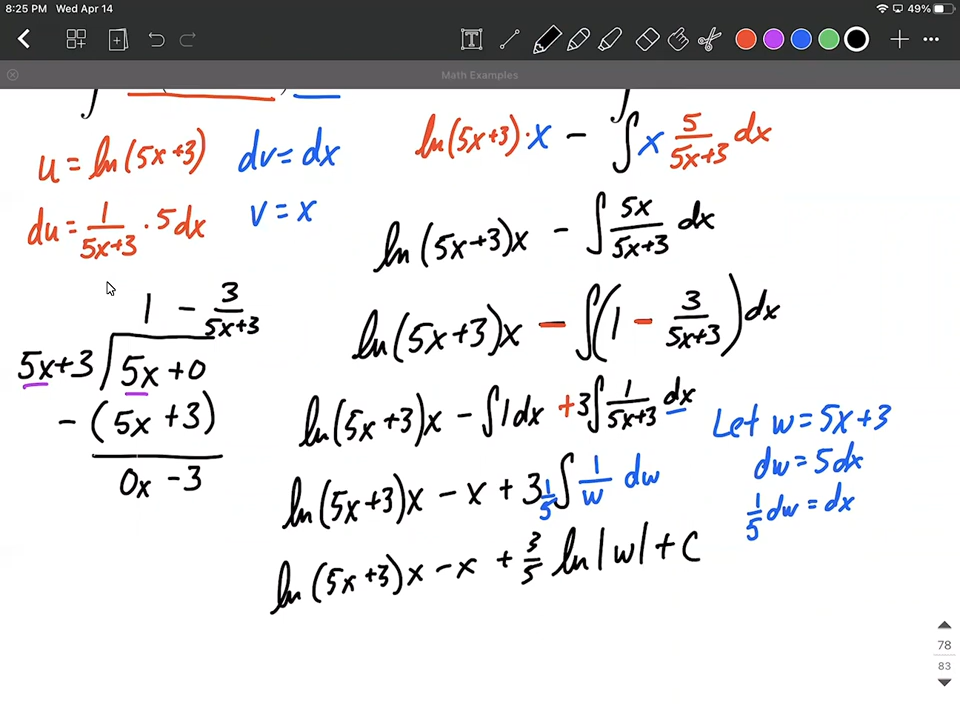 8:25 PM Wed Apr 14
49%
Math Examples
u = ln(5x+3) dv = dx
du = 1/(5x+3) · 5dx v = x
1 - 3/(5x+3)
5x+3 5x + 0
- (5x + 3)
0x - 3
ln(5x+3) · x - ∫ x 5/(5x+3) dx
ln(5x+3)x - ∫ 5x/(5x+3) dx
ln(5x+3)x - ∫(1 - 3/(5x+3)) dx
ln(5x+3)x - ∫1dx + 3∫ 1/(5x+3) dx
ln(5x+3)x - x + 3 1/5 ∫ 1/w dw
ln(5x+3)x - x + 3/5 ln|w| + C
Let w = 5x+3
dw = 5dx
1/5 dw = dx
78
83